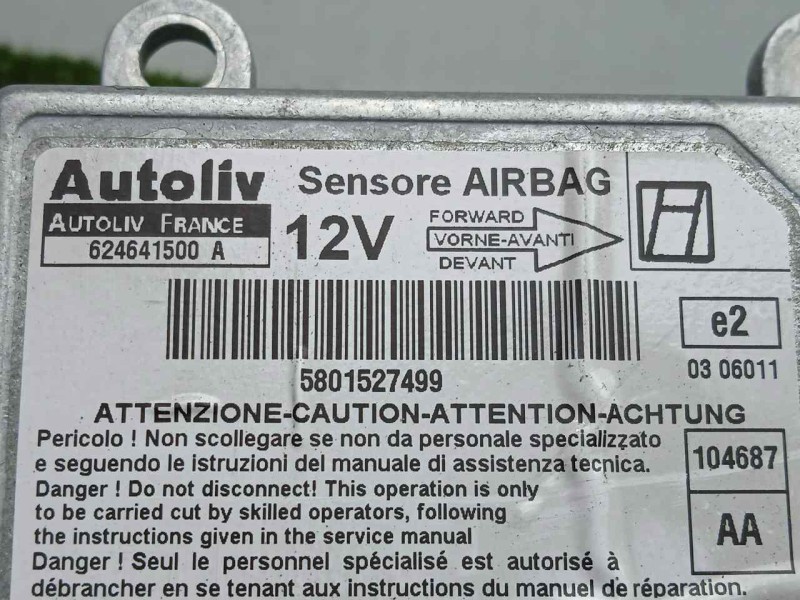 Autoliv Sensore AIRBAG
AUTOLIV FRANCE
624641500 A
12V
FORWARD
VORNE-AVANTI
DEVANT
e2
03 06011
5801527499
ATTENZIONE-CAUTION-ATTENTION-ACHTUNG
Pericolo ! Non scollegare se non da personale specializzato
e seguendo le istruzioni del manuale di assistenza tecnica.
Danger ! Do not disconnect! This operation is only
to be carried cut by skilled operators, following
the instructions given in the service manual
Danger ! Seul le personnel spécialisé est autorisé à
débrancher en se tenant aux instructions du manuel de réparation.
104687
AA